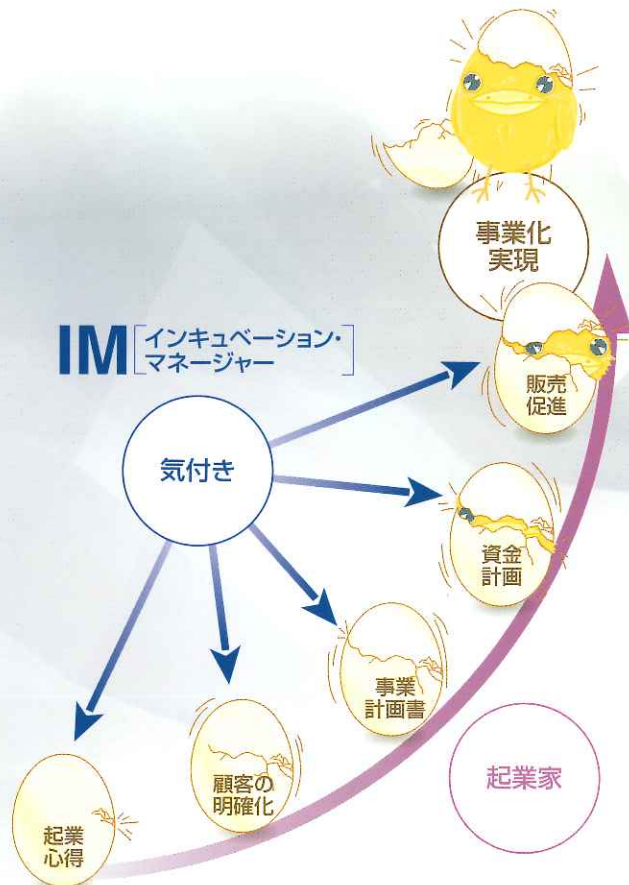 事業化
実現
IM[インキュベーション・
マネージャー]
販売
促進
気付き
資金
計画
事業
計画書
顧客の
明確化
起業家
起業
心得